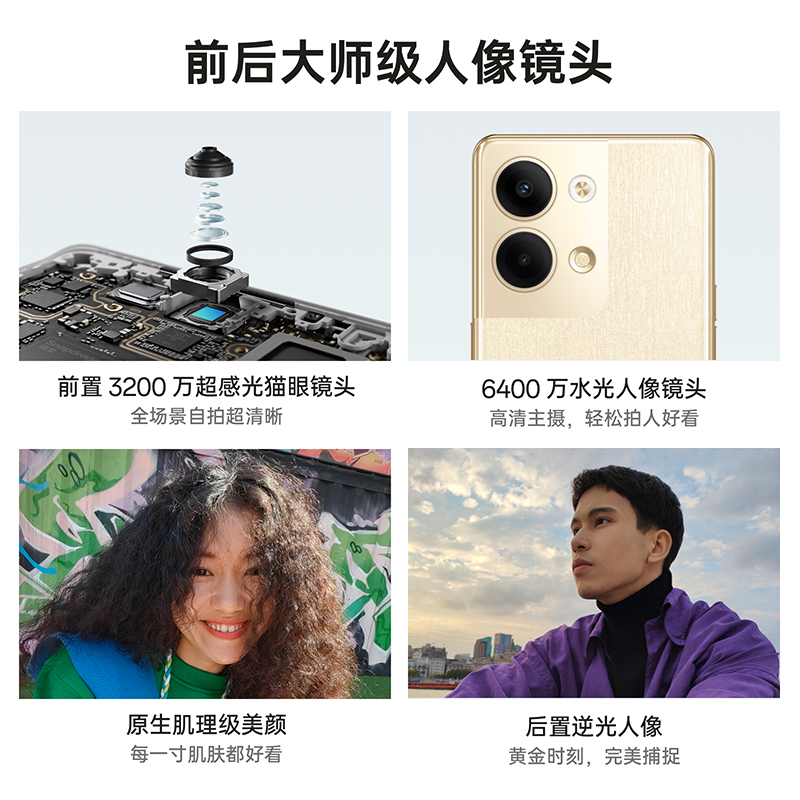 前后大师级人像镜头
前置 3200 万超感光猫眼镜头
全场景自拍超清晰
6400 万水光人像镜头
高清主摄，轻松拍人好看
原生肌理级美颜
每一寸肌肤都好看
后置逆光人像
黄金时刻，完美捕捉